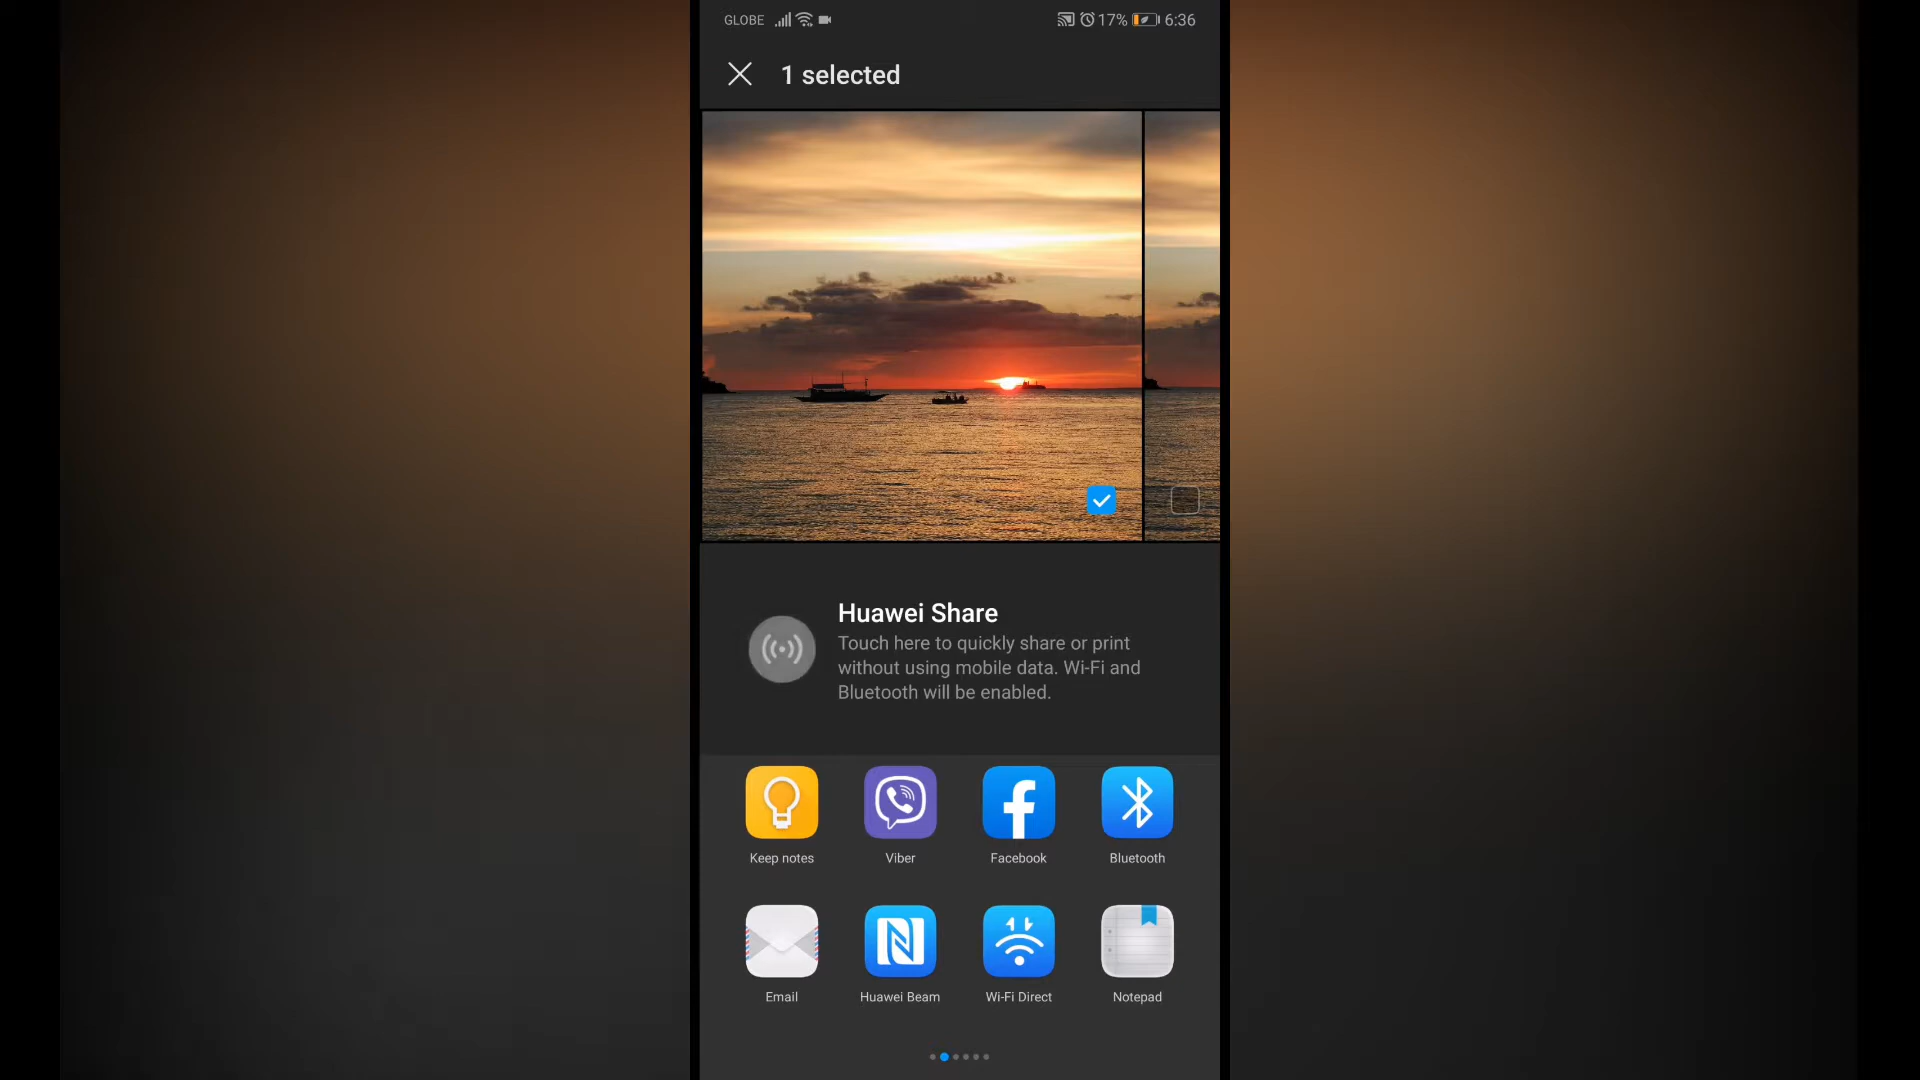 GLOBE 17% 6:36
1 selected
Huawei Share
Touch here to quickly share or print
without using mobile data. Wi-Fi and
Bluetooth will be enabled.
Keep notes Viber Facebook Bluetooth
Email Huawei Beam Wi-Fi Direct Notepad